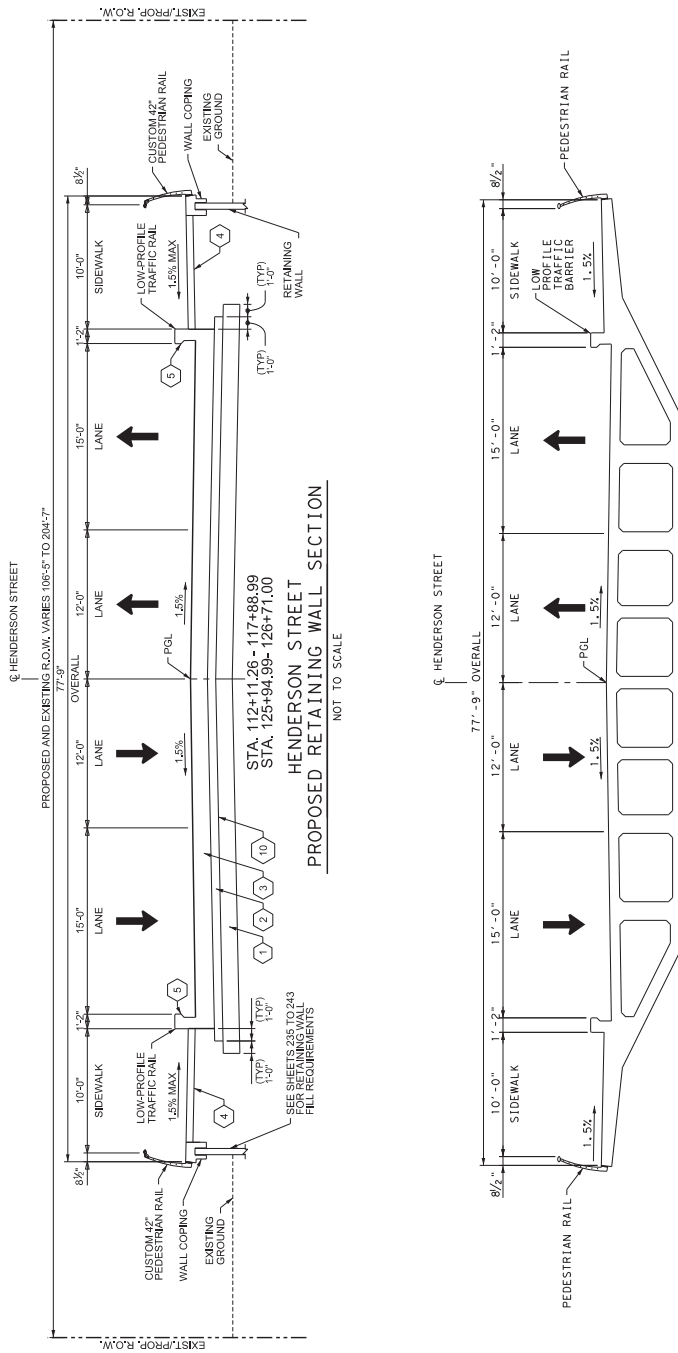 ℄ HENDERSON STREET
PROPOSED AND EXISTING R.O.W. VARIES 106'-5" TO 204'-7"
77'-9"
OVERALL
EXIST./PROP. R.O.W.
EXIST./PROP. R.O.W.
8½"
10'-0"
SIDEWALK
1'-2"
15'-0"
LANE
12'-0"
LANE
12'-0"
LANE
15'-0"
LANE
1'-2"
10'-0"
SIDEWALK
8½"
CUSTOM 42"
PEDESTRIAN RAIL
WALL COPING
EXISTING
GROUND
LOW-PROFILE
TRAFFIC RAIL
1.5% MAX
4
5
1.5%
PGL
1.5%
5
LOW-PROFILE
TRAFFIC RAIL
1.5% MAX
4
CUSTOM 42"
PEDESTRIAN RAIL
WALL COPING
EXISTING
GROUND
RETAINING
WALL
(TYP)
1'-0"
(TYP)
1'-0"
(TYP)
1'-0"
(TYP)
1'-0"
SEE SHEETS 235 TO 243
FOR RETAINING WALL
FILL REQUIREMENTS
1
2
3
10
STA. 112+11.26 - 117+88.99
STA. 125+94.99- 126+71.00
HENDERSON STREET
PROPOSED RETAINING WALL SECTION
NOT TO SCALE
℄ HENDERSON STREET
77'-9" OVERALL
8½"
10'-0"
SIDEWALK
1'-2"
15'-0"
LANE
12'-0"
LANE
12'-0"
LANE
15'-0"
LANE
1'-2"
10'-0"
SIDEWALK
8½"
PEDESTRIAN RAIL
1.5%
1.5%
PGL
1.5%
LOW
PROFILE
TRAFFIC
BARRIER
1.5%
PEDESTRIAN RAIL